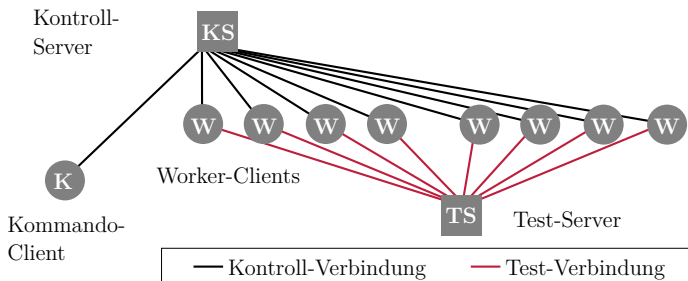 Kontroll-
Server
KS
W W W W W W W W
Worker-Clients
K
TS
Test-Server
Kommando-
Client
Kontroll-Verbindung
Test-Verbindung